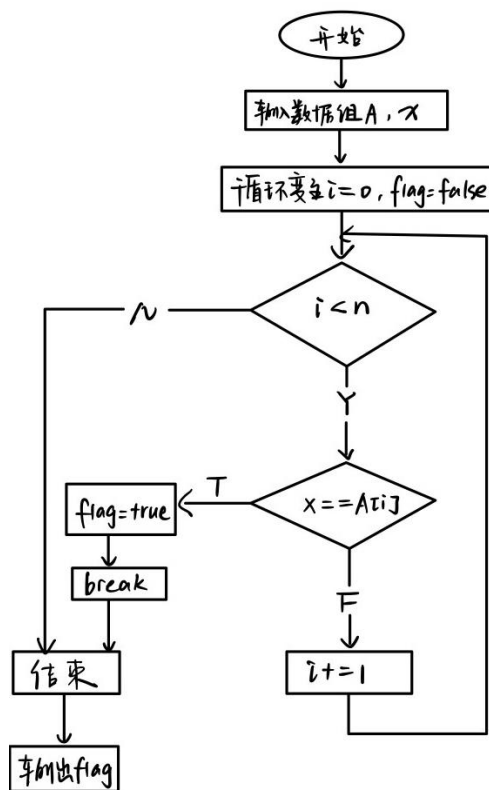 开始
输入数据组A，x
循环变量i=0，flag=false
i<n
N
Y
x==A[i]
T
flag=true
break
F
i+=1
结束
输出flag